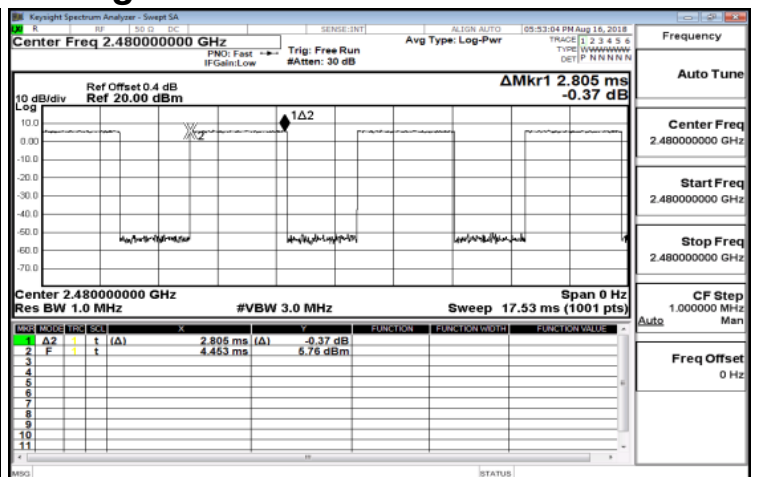 Keysight Spectrum Analyzer - Swept SA
R RF 50 Ω DC SENSE:INT ALIGN AUTO 05:53:04 PM Aug 16, 2018
Center Freq 2.480000000 GHz
PNO: Fast
IFGain:Low
Trig: Free Run
#Atten: 30 dB
Avg Type: Log-Pwr
TRACE 1 2 3 4 5 6
TYPE WWWWWWW
DET P N N N N N
Frequency
Auto Tune
Ref Offset 0.4 dB
ΔMkr1 2.805 ms
10 dB/div Ref 20.00 dBm
-0.37 dB
Log
10.0
0.00
-10.0
-20.0
-30.0
-40.0
-50.0
-60.0
-70.0
1Δ2
2
Center Freq
2.480000000 GHz
Start Freq
2.480000000 GHz
Stop Freq
2.480000000 GHz
Center 2.480000000 GHz Span 0 Hz
Res BW 1.0 MHz #VBW 3.0 MHz Sweep 17.53 ms (1001 pts)
CF Step
1.000000 MHz
Auto Man
MKR MODE TRC SCL X Y FUNCTION FUNCTION WIDTH FUNCTION VALUE
1 Δ2 1 t (Δ) 2.805 ms (Δ) -0.37 dB
2 F 1 t 4.453 ms 5.76 dBm
3
4
5
6
7
8
9
10
11
Freq Offset
0 Hz
MSG STATUS